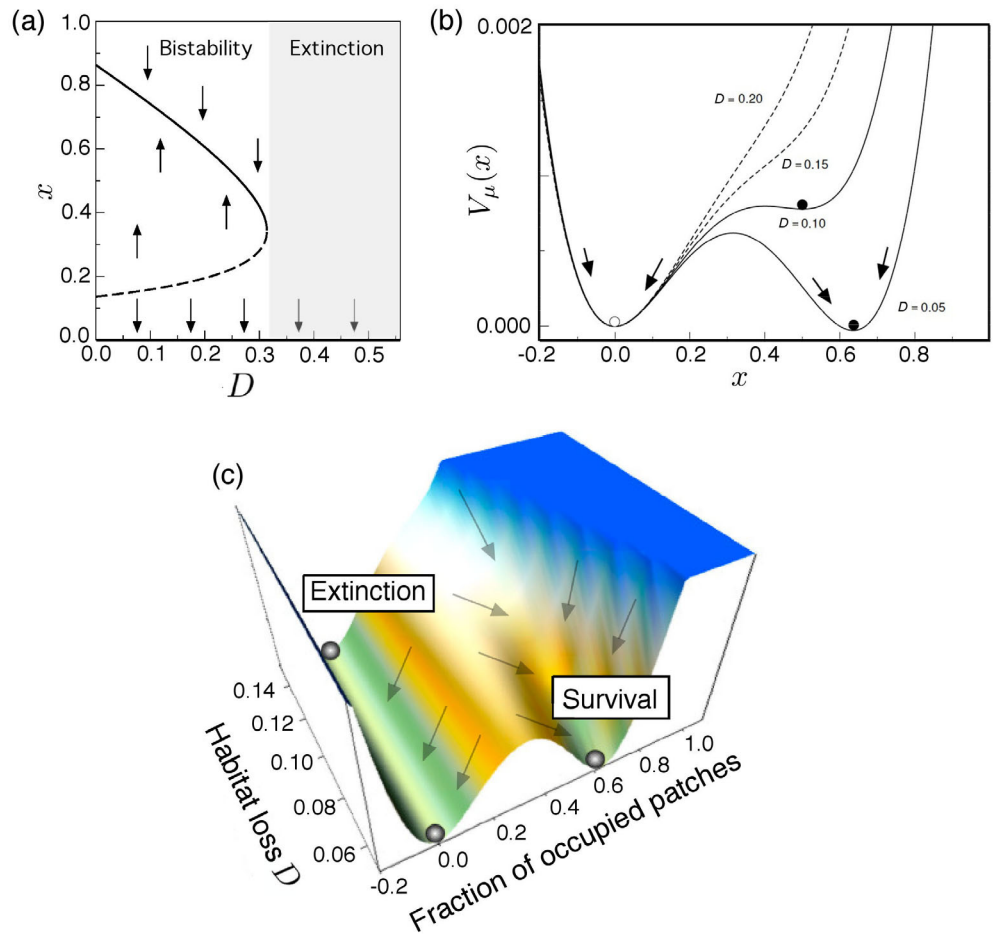 (a)
1.0
Bistability
Extinction
0.8
0.6
x
0.4
0.2
0.0
0.0 0.1 0.2 0.3 0.4 0.5
D
(b)
0.002
D = 0.20
D = 0.15
Vμ(x)
D = 0.10
D = 0.05
0.000
-0.2 0.0 0.2 0.4 0.6 0.8
x
(c)
Extinction
Survival
0.14
0.12
0.10
0.08
0.06
Habitat loss D
-0.2 0.0 0.2 0.4 0.6 0.8 1.0
Fraction of occupied patches